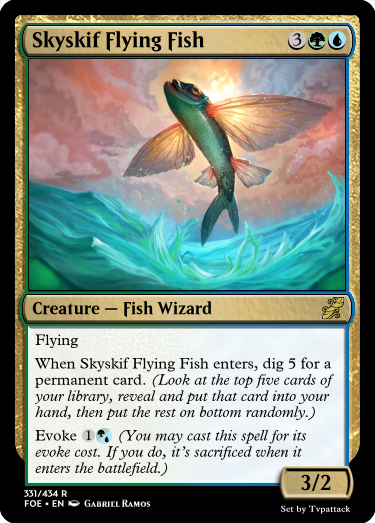 Skyskif Flying Fish 3
Creature — Fish Wizard
Flying
When Skyskif Flying Fish enters, dig 5 for a
permanent card. (Look at the top five cards of
your library, reveal and put that card into your
hand, then put the rest on bottom randomly.)
Evoke 1 (You may cast this spell for its
evoke cost. If you do, it's sacrificed when it
enters the battlefield.)
3/2
331/434 R
FOE • EN Gabriel Ramos
Set by Tvpattack